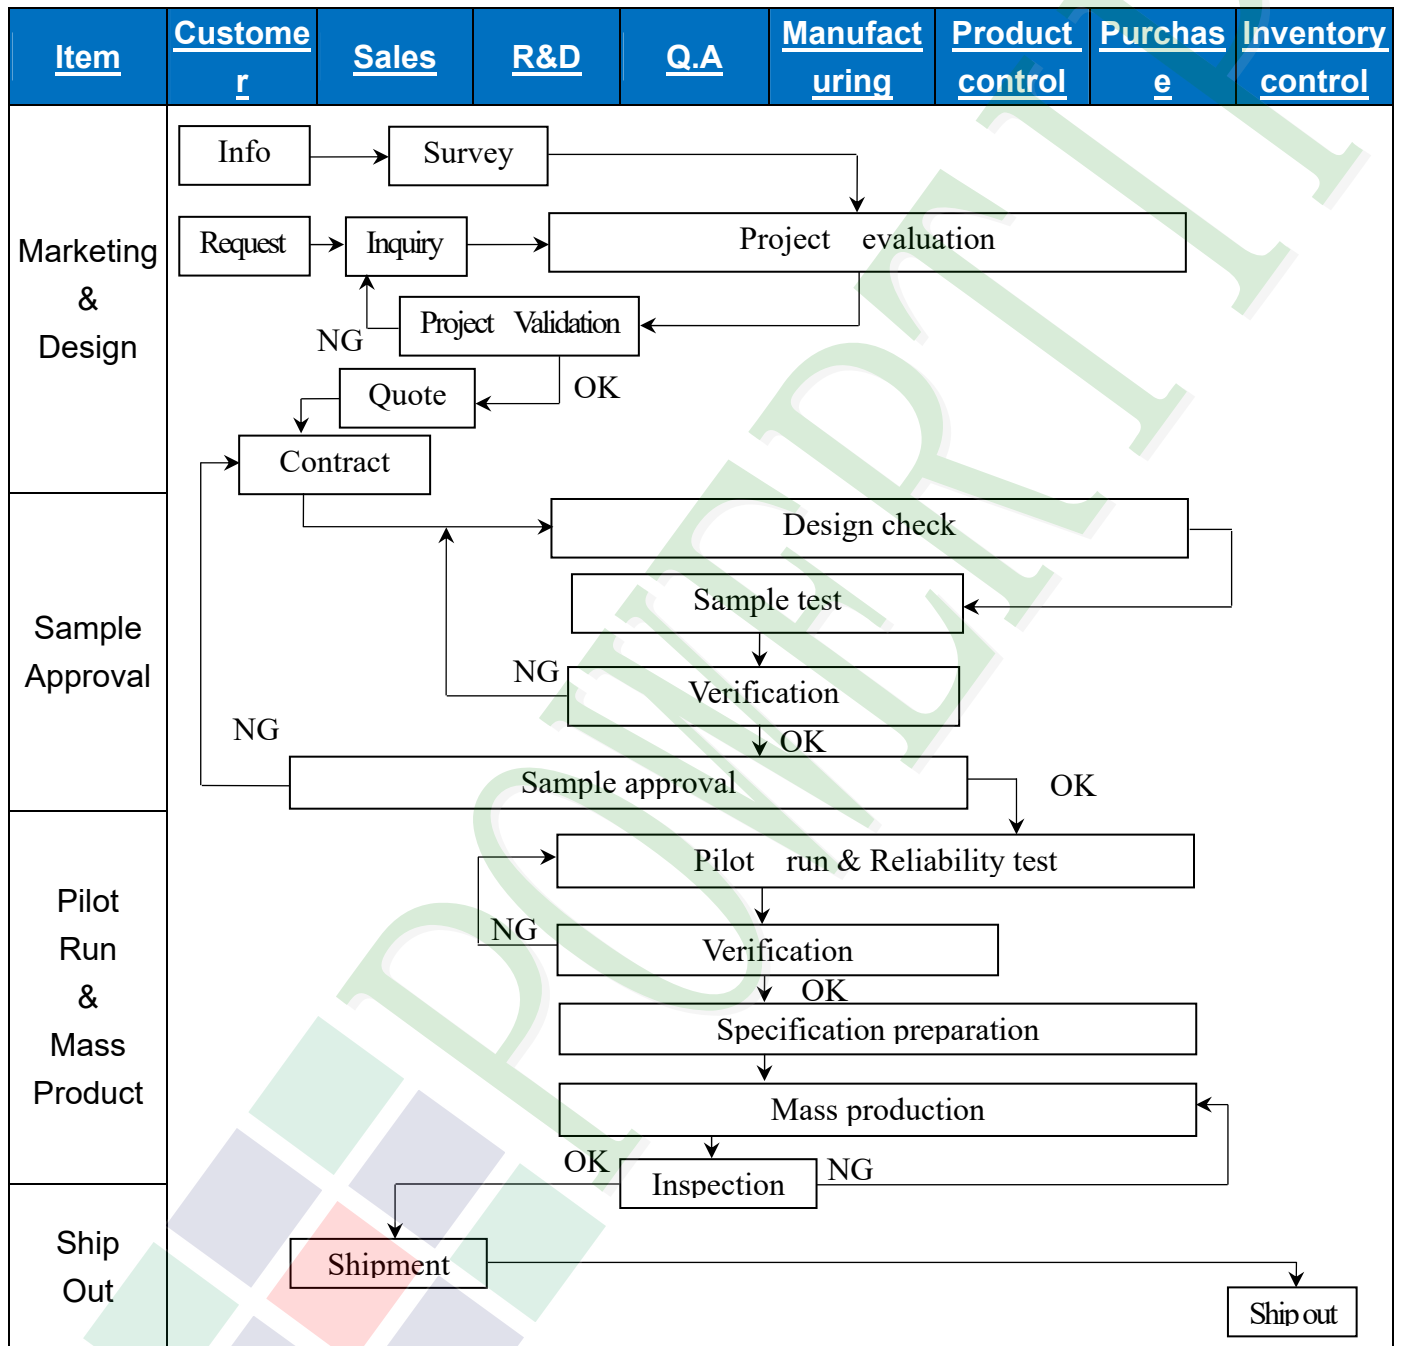 Item
Custome
r
Sales
R&D
Q.A
Manufact
uring
Product
control
Purchas
e
Inventory
control
Marketing
&
Design
Info
Survey
Request
Inquiry
Project evaluation
NG
Project Validation
Quote
OK
Contract
Sample
Approval
Design check
Sample test
NG
Verification
NG
OK
Sample approval
OK
Pilot
Run
&
Mass
Product
Pilot run & Reliability test
NG
Verification
OK
Specification preparation
Mass production
OK
Inspection
NG
Ship
Out
Shipment
Ship out
POWERTIP